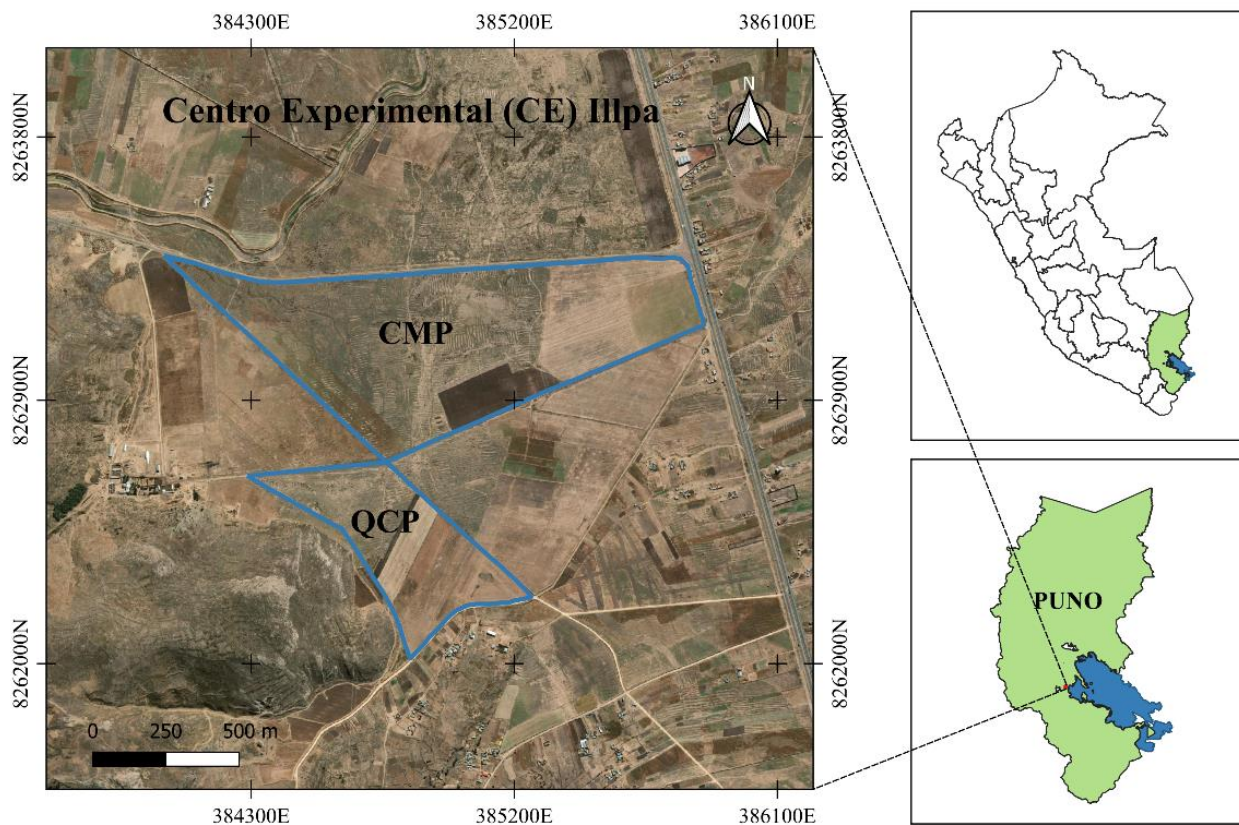 384300E 385200E 386100E
Centro Experimental (CE) Illpa
N
8263800N 8263800N
CMP
8262900N 8262900N
QCP
PUNO
8262000N 8262000N
0 250 500 m
384300E 385200E 386100E